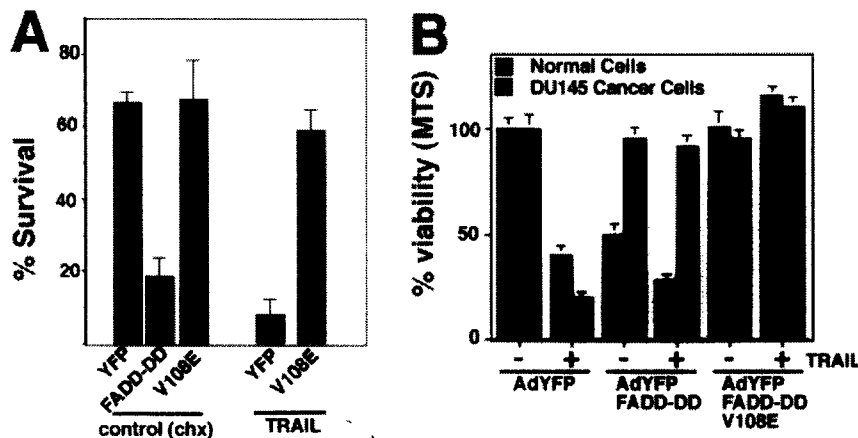 A
% Survival
80
60
40
20
YFP
FADD-DD
V108E
YFP
V108E
control (chx)
TRAIL
B
Normal Cells
DU145 Cancer Cells
% viability (MTS)
100
50
0
- + - + - + TRAIL
AdYFP
AdYFP
FADD-DD
AdYFP
FADD-DD
V108E